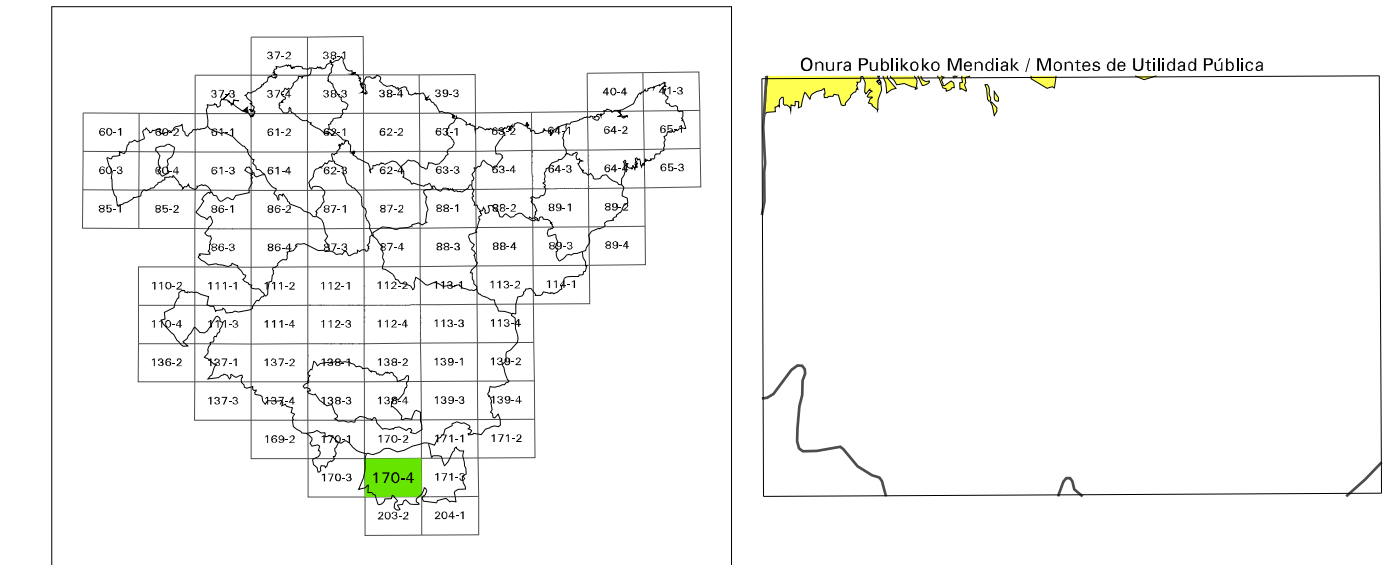 37-2 38-1
37-3 37-4 38-3 38-4 39-3 40-4 41-3
60-1 60-2 61-1 61-2 62-1 62-2 63-1 63-2 64-1 64-2 65-1
60-3 60-4 61-3 61-4 62-3 62-4 63-3 63-4 64-3 64-4 65-3
85-1 85-2 86-1 86-2 87-1 87-2 88-1 88-2 89-1 89-2
86-3 86-4 87-3 87-4 88-3 88-4 89-3 89-4
110-2 111-1 111-2 112-1 112-2 113-1 113-2 114-1
110-4 111-3 111-4 112-3 112-4 113-3 113-4
136-2 137-1 137-2 138-1 138-2 139-1 139-2
137-3 137-4 138-3 138-4 139-3 139-4
169-2 170-1 170-2 171-1 171-2
170-3 170-4 171-3
203-2 204-1
Onura Publikoko Mendiak / Montes de Utilidad Pública